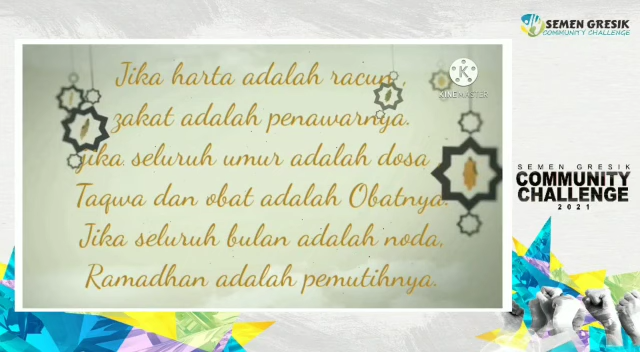 SEMEN GRESIK
COMMUNITY CHALLENGE
Jika harta adalah racun,
zakat adalah penawarnya.
jika seluruh umur adalah dosa
Taqwa dan obat adalah Obatnya.
Jika seluruh bulan adalah noda,
Ramadhan adalah pemutihnya.
KINEMASTER
SEMEN GRESIK
COMMUNITY
CHALLENGE
2021